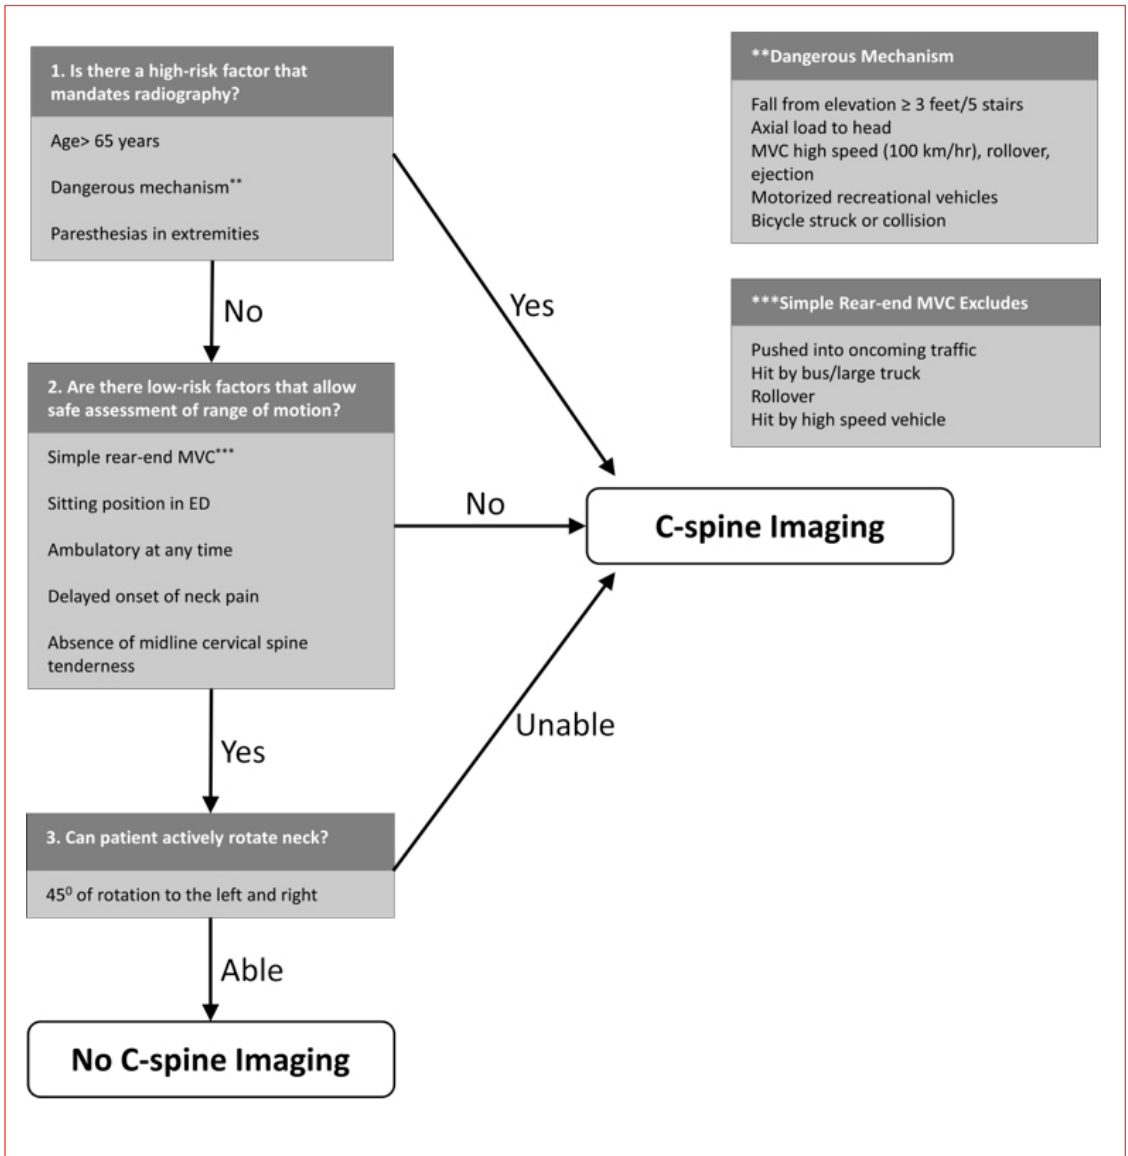 1. Is there a high-risk factor that
mandates radiography?
Age> 65 years
Dangerous mechanism**
Paresthesias in extremities
No
Yes
2. Are there low-risk factors that allow
safe assessment of range of motion?
Simple rear-end MVC***
Sitting position in ED
Ambulatory at any time
Delayed onset of neck pain
Absence of midline cervical spine
tenderness
No
Yes
C-spine Imaging
3. Can patient actively rotate neck?
45⁰ of rotation to the left and right
Unable
Able
No C-spine Imaging
**Dangerous Mechanism
Fall from elevation ≥ 3 feet/5 stairs
Axial load to head
MVC high speed (100 km/hr), rollover,
ejection
Motorized recreational vehicles
Bicycle struck or collision
***Simple Rear-end MVC Excludes
Pushed into oncoming traffic
Hit by bus/large truck
Rollover
Hit by high speed vehicle